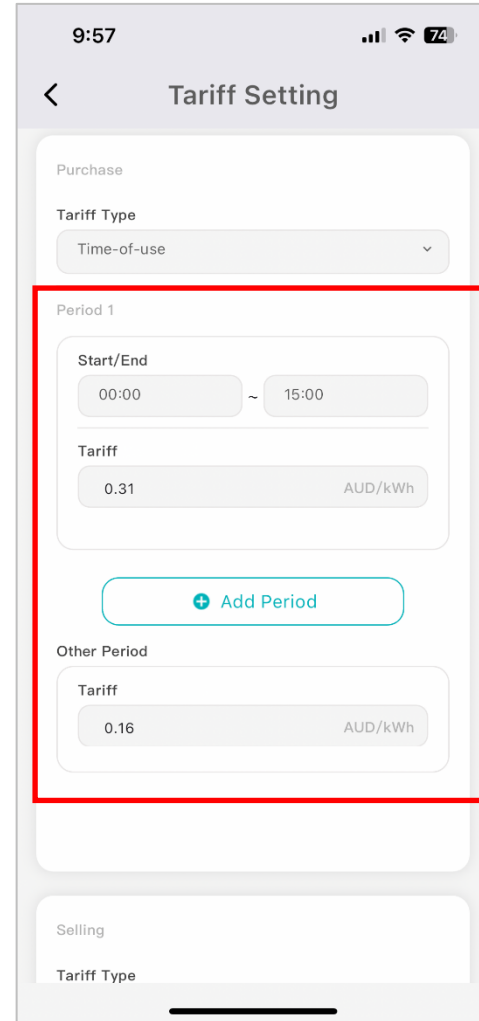 9:57
74
Tariff Setting
Purchase
Tariff Type
Time-of-use
Period 1
Start/End
00:00 ~ 15:00
Tariff
0.31 AUD/kWh
Add Period
Other Period
Tariff
0.16 AUD/kWh
Selling
Tariff Type